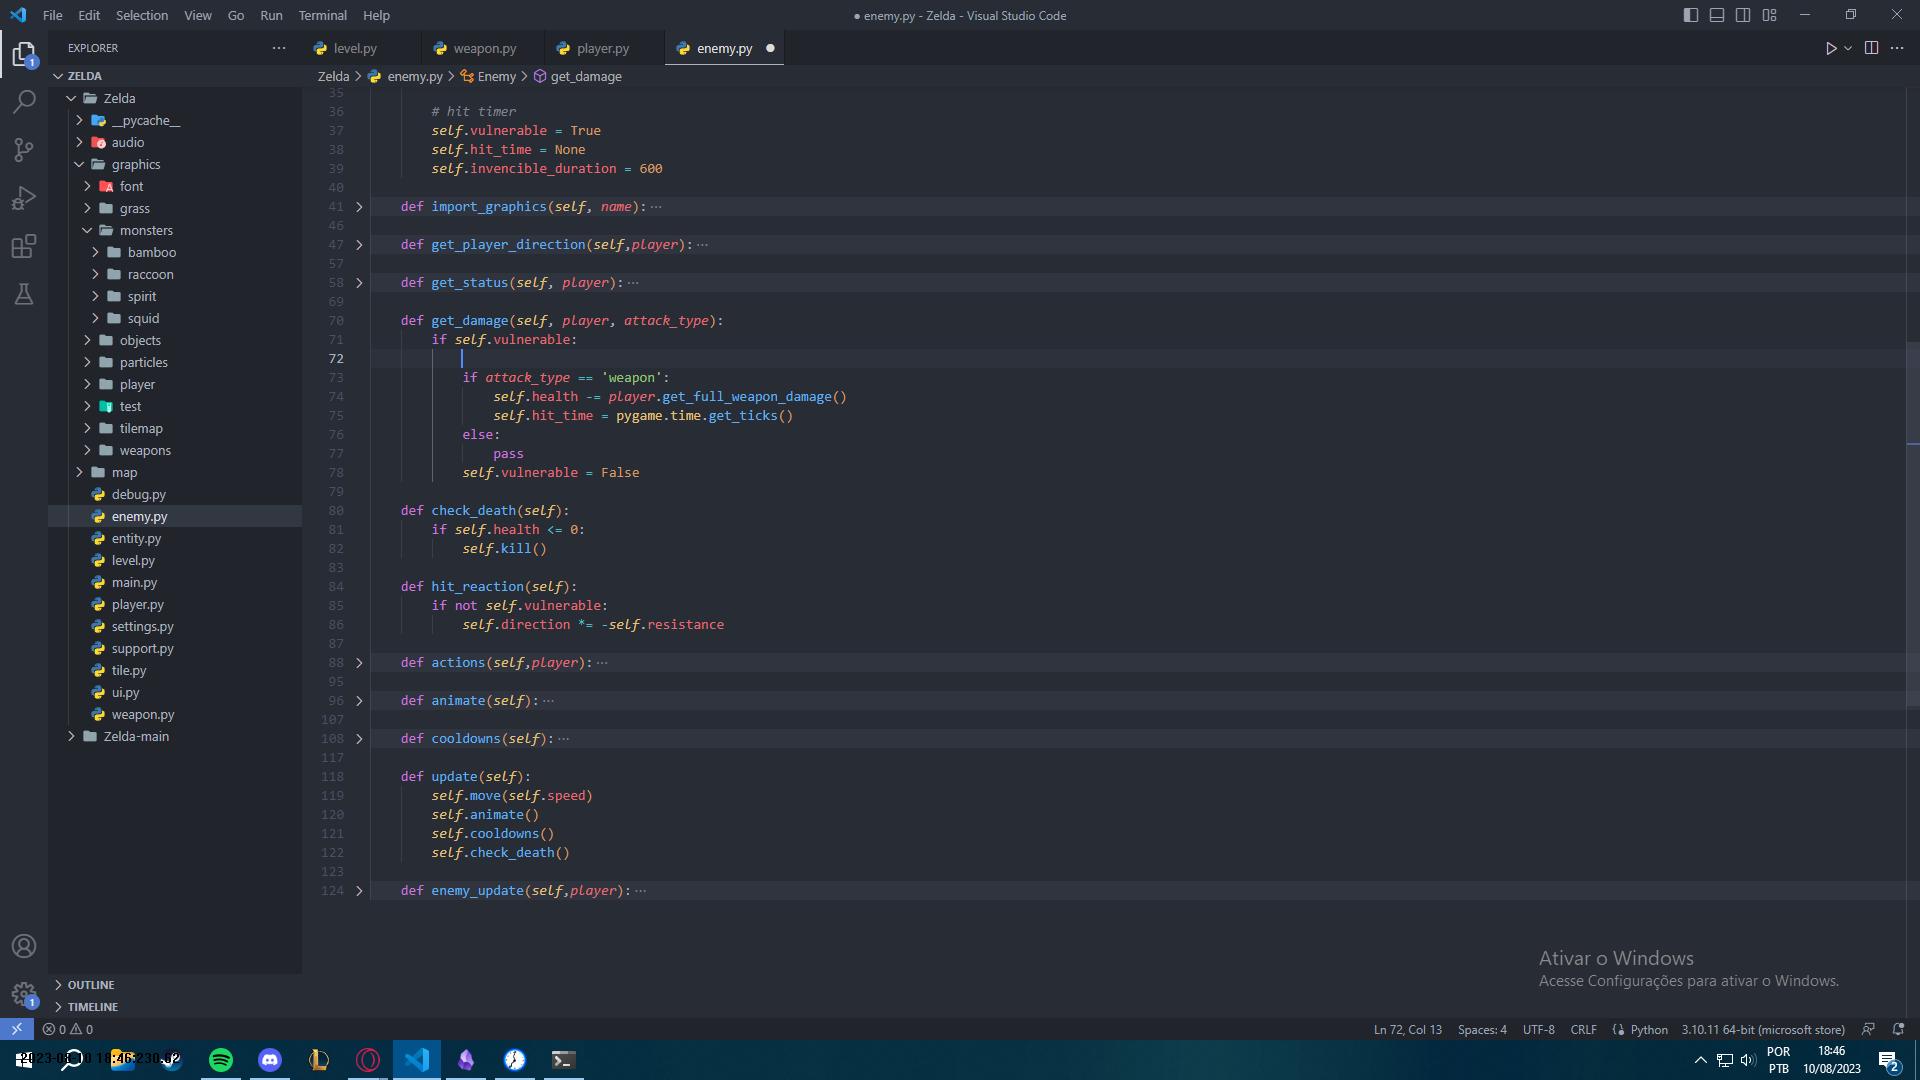 File Edit Selection View Go Run Terminal Help
● enemy.py - Zelda - Visual Studio Code
EXPLORER
level.py weapon.py player.py enemy.py
ZELDA
Zelda > enemy.py > Enemy > get_damage
Zelda
__pycache__
audio
graphics
font
grass
monsters
bamboo
raccoon
spirit
squid
objects
particles
player
test
tilemap
weapons
map
debug.py
enemy.py
entity.py
level.py
main.py
player.py
settings.py
support.py
tile.py
ui.py
weapon.py
Zelda-main
OUTLINE
TIMELINE
35
36 # hit timer
37 self.vulnerable = True
38 self.hit_time = None
39 self.invencible_duration = 600
40
41 def import_graphics(self, name): ···
46
47 def get_player_direction(self,player): ···
57
58 def get_status(self, player): ···
69
70 def get_damage(self, player, attack_type):
71 if self.vulnerable:
72
73 if attack_type == 'weapon':
74 self.health -= player.get_full_weapon_damage()
75 self.hit_time = pygame.time.get_ticks()
76 else:
77 pass
78 self.vulnerable = False
79
80 def check_death(self):
81 if self.health <= 0:
82 self.kill()
83
84 def hit_reaction(self):
85 if not self.vulnerable:
86 self.direction *= -self.resistance
87
88 def actions(self,player): ···
95
96 def animate(self): ···
107
108 def cooldowns(self): ···
117
118 def update(self):
119 self.move(self.speed)
120 self.animate()
121 self.cooldowns()
122 self.check_death()
123
124 def enemy_update(self,player): ···
Ativar o Windows
Acesse Configurações para ativar o Windows.
1
1
0 0
Ln 72, Col 13 Spaces: 4 UTF-8 CRLF Python 3.10.11 64-bit (microsoft store)
POR
PTB
18:46
10/08/2023
2